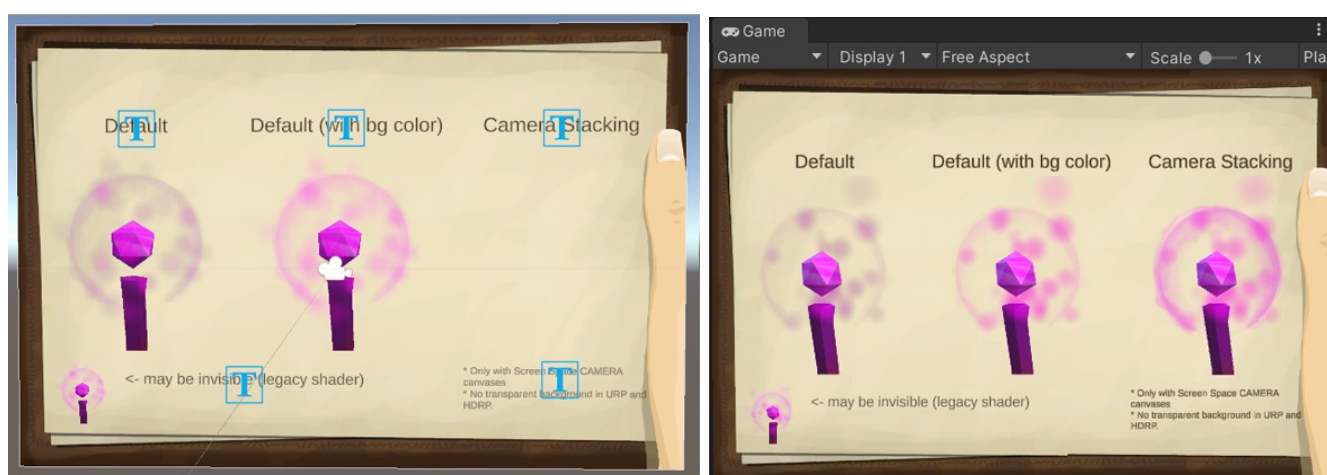 Default
Default (with bg color)
Camera Stacking
<- may be invisible (legacy shader)
* Only with Screen Space CAMERA
canvases
* No transparent background in URP and
HDRP.
Game
Game
Display 1
Free Aspect
Scale
1x
Pla
Default
Default (with bg color)
Camera Stacking
<- may be invisible (legacy shader)
* Only with Screen Space CAMERA
canvases
* No transparent background in URP and
HDRP.